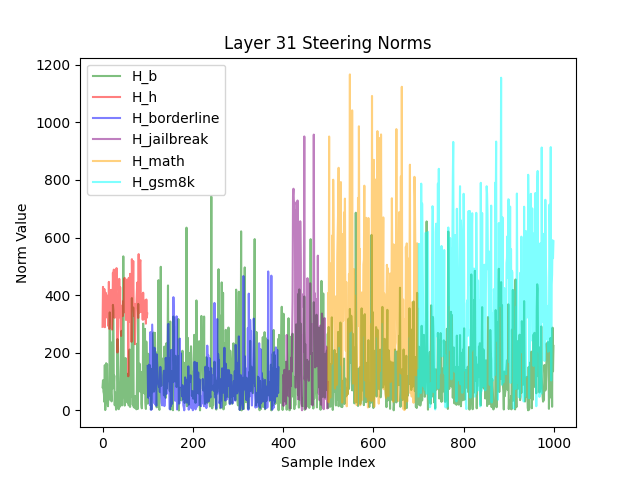 Layer 31 Steering Norms
1200
1000
800
600
400
200
0
Norm Value
H_b
H_h
H_borderline
H_jailbreak
H_math
H_gsm8k
0
200
400
600
800
1000
Sample Index